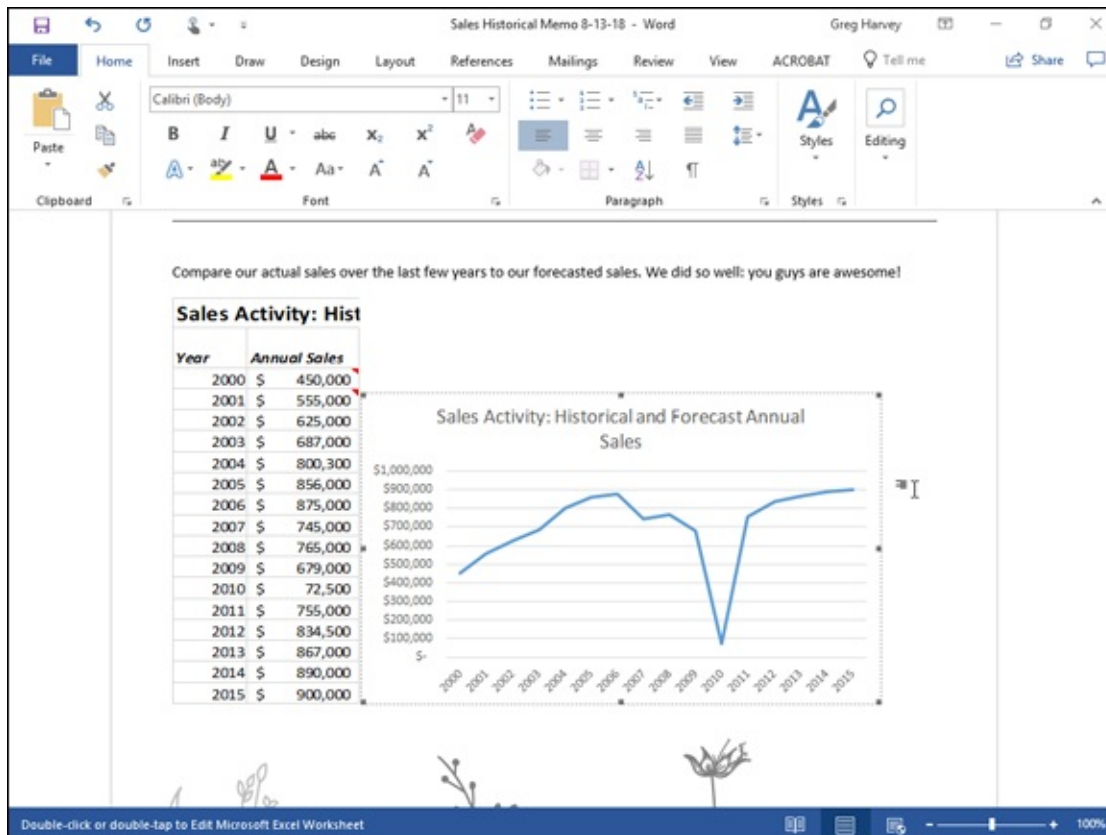 Sales Historical Memo 8-13-18 - Word
Greg Harvey
File Home Insert Draw Design Layout References Mailings Review View ACROBAT Tell me Share
Calibri (Body) 11
B I U abc X₂ X²
Paste
A aby A Aa A A
Styles
Editing
Clipboard Font Paragraph Styles
Compare our actual sales over the last few years to our forecasted sales. We did so well: you guys are awesome!
Sales Activity: Hist
Year Annual Sales
2000 $ 450,000
2001 $ 555,000
2002 $ 625,000
2003 $ 687,000
2004 $ 800,300
2005 $ 856,000
2006 $ 875,000
2007 $ 745,000
2008 $ 765,000
2009 $ 679,000
2010 $ 72,500
2011 $ 755,000
2012 $ 834,500
2013 $ 867,000
2014 $ 890,000
2015 $ 900,000
Sales Activity: Historical and Forecast Annual
Sales
$1,000,000
$900,000
$800,000
$700,000
$600,000
$500,000
$400,000
$300,000
$200,000
$100,000
$-
2000 2001 2002 2003 2004 2005 2006 2007 2008 2009 2010 2011 2012 2013 2014 2015
Double-click or double-tap to Edit Microsoft Excel Worksheet
100%